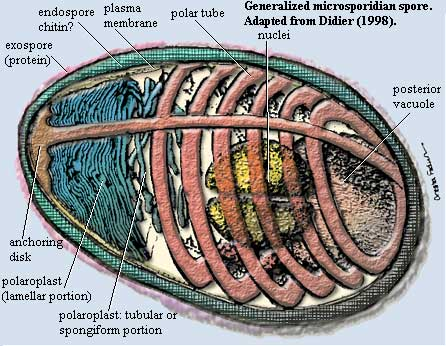 Generalized microsporidian spore.
Adapted from Didier (1998).
endospore
chitin?
plasma
membrane
polar tube
nuclei
exospore
(protein)
posterior
vacuole
anchoring
disk
polaroplast
(lamellar portion)
polaroplast: tubular or
spongiform portion